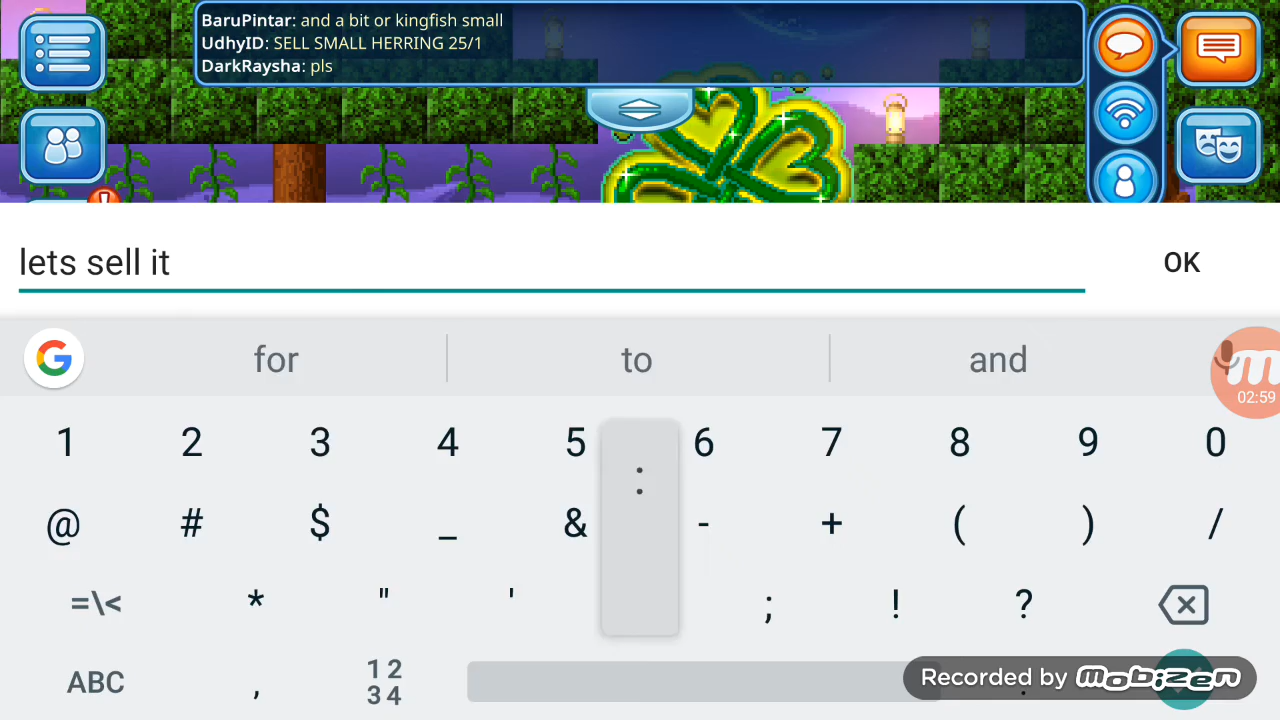 BaruPintar: and a bit or kingfish small
UdhyID: SELL SMALL HERRING 25/1
DarkRaysha: pls
lets sell it
OK
for to and
02:59
1 2 3 4 5 6 7 8 9 0
:
@ # $ _ & - + ( ) /
=\< * " ' ; ! ?
ABC , 12 34 .
Recorded by mobizen